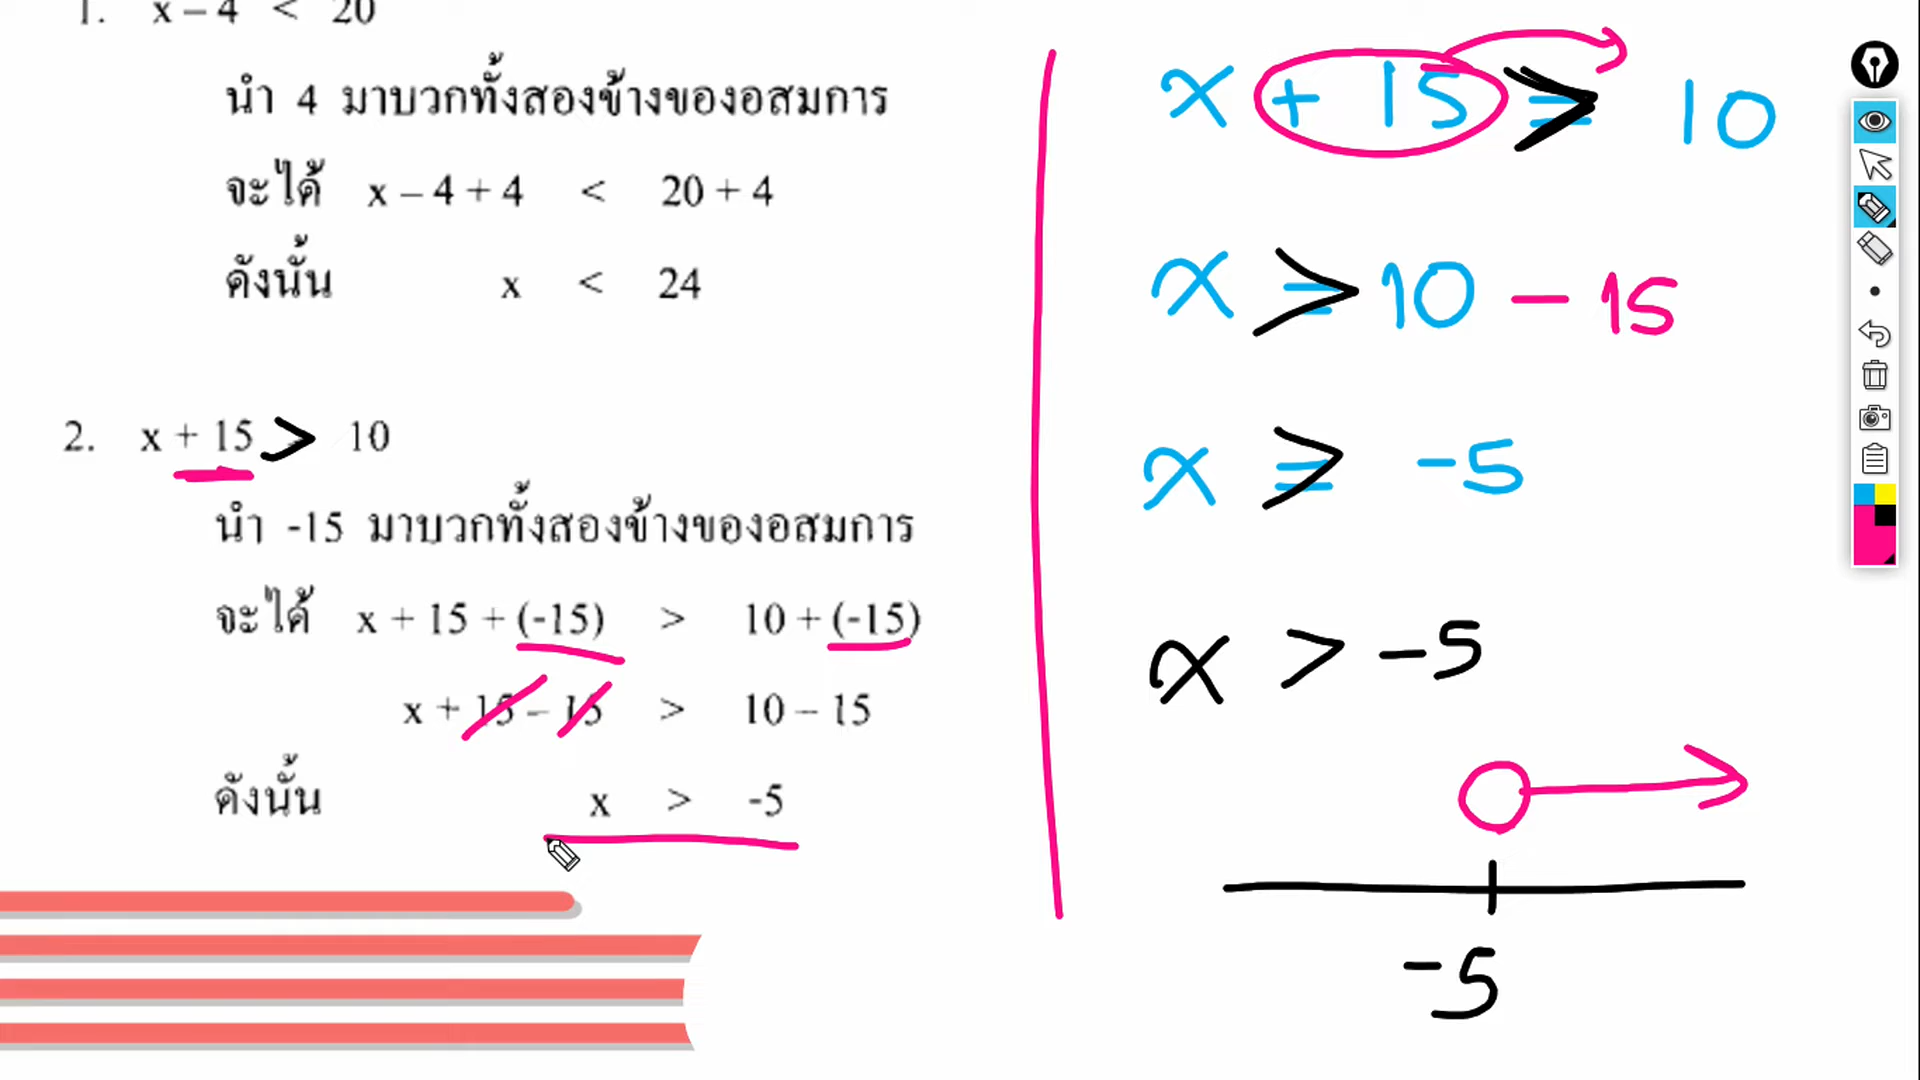 1. x – 4 < 20
นำ 4 มาบวกทั้งสองข้างของอสมการ
จะได้ x – 4 + 4 < 20 + 4
ดังนั้น x < 24
2. x + 15 > 10
นำ -15 มาบวกทั้งสองข้างของอสมการ
จะได้ x + 15 + (-15) > 10 + (-15)
x + 15 – 15 > 10 – 15
ดังนั้น x > -5
x + 15 > 10
x > 10 – 15
x > -5
x > -5
-5